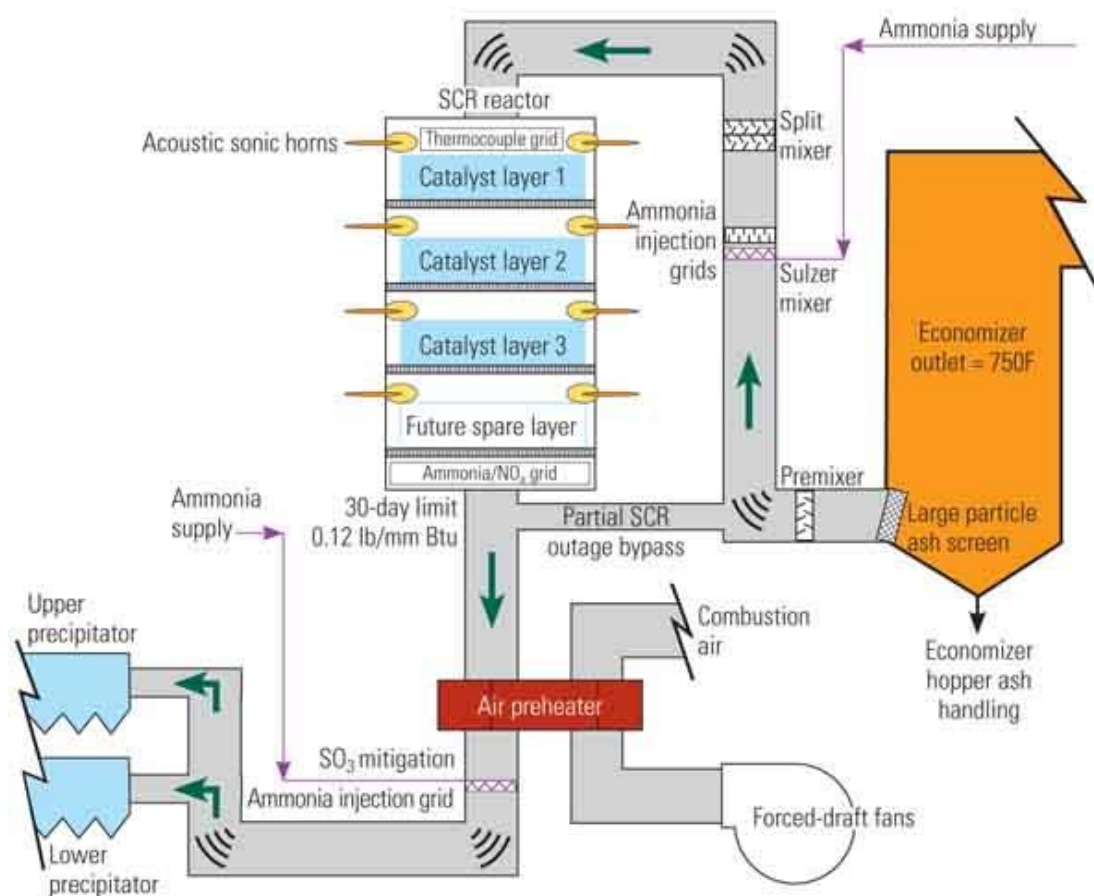 Ammonia supply
SCR reactor
Acoustic sonic horns
Thermocouple grid
Split
mixer
Catalyst layer 1
Ammonia
injection
grids
Catalyst layer 2
Sulzer
mixer
Catalyst layer 3
Economizer
outlet = 750F
Future spare layer
Ammonia/NOx grid
Premixer
Ammonia
supply
30-day limit
0.12 lb/mm Btu
Partial SCR
outage bypass
Large particle
ash screen
Upper
precipitator
Combustion
air
Economizer
hopper ash
handling
Air preheater
SO3 mitigation
Ammonia injection grid
Forced-draft fans
Lower
precipitator